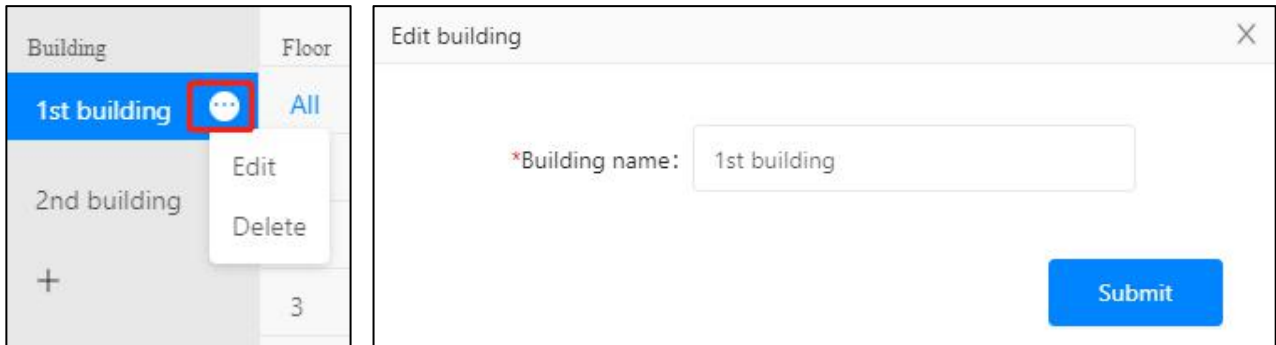 Building Floor
1st building All
Edit
2nd building
Delete
+
3
Edit building X
*Building name: 1st building
Submit